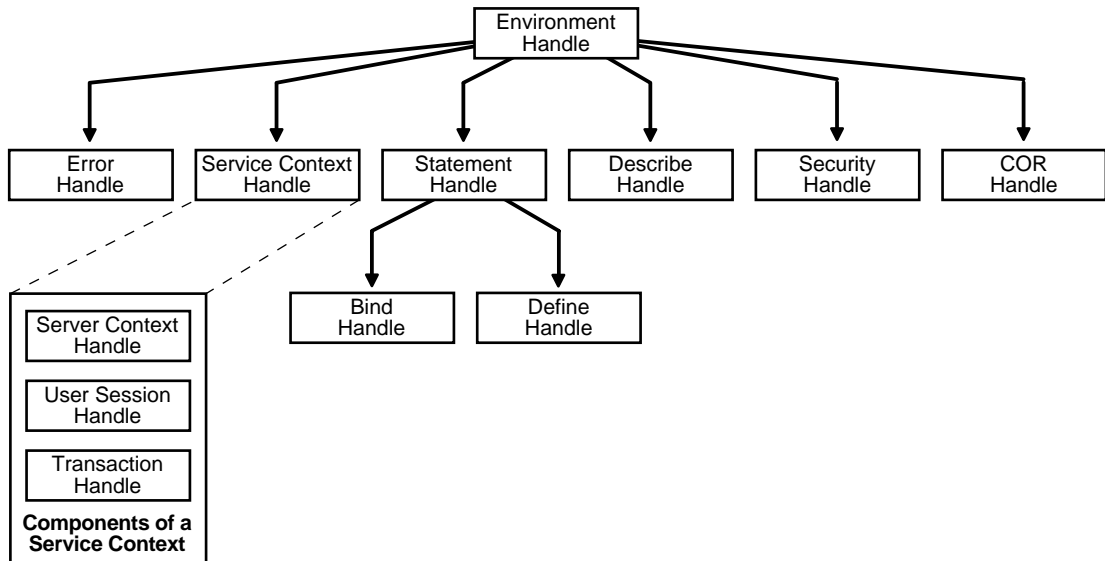 Environment
Handle
Error
Handle
Service Context
Handle
Statement
Handle
Describe
Handle
Security
Handle
COR
Handle
Bind
Handle
Define
Handle
Server Context
Handle
User Session
Handle
Transaction
Handle
Components of a
Service Context